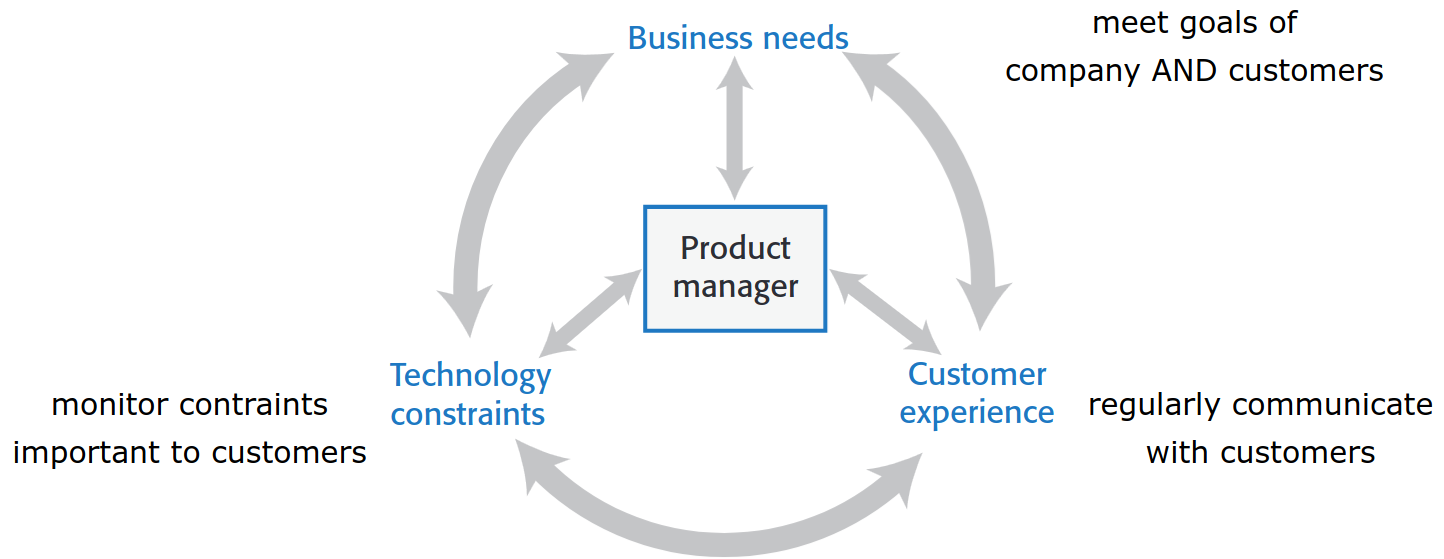 Business needs
meet goals of
company AND customers
Product
manager
Technology
constraints
monitor contraints
important to customers
Customer
experience
regularly communicate
with customers